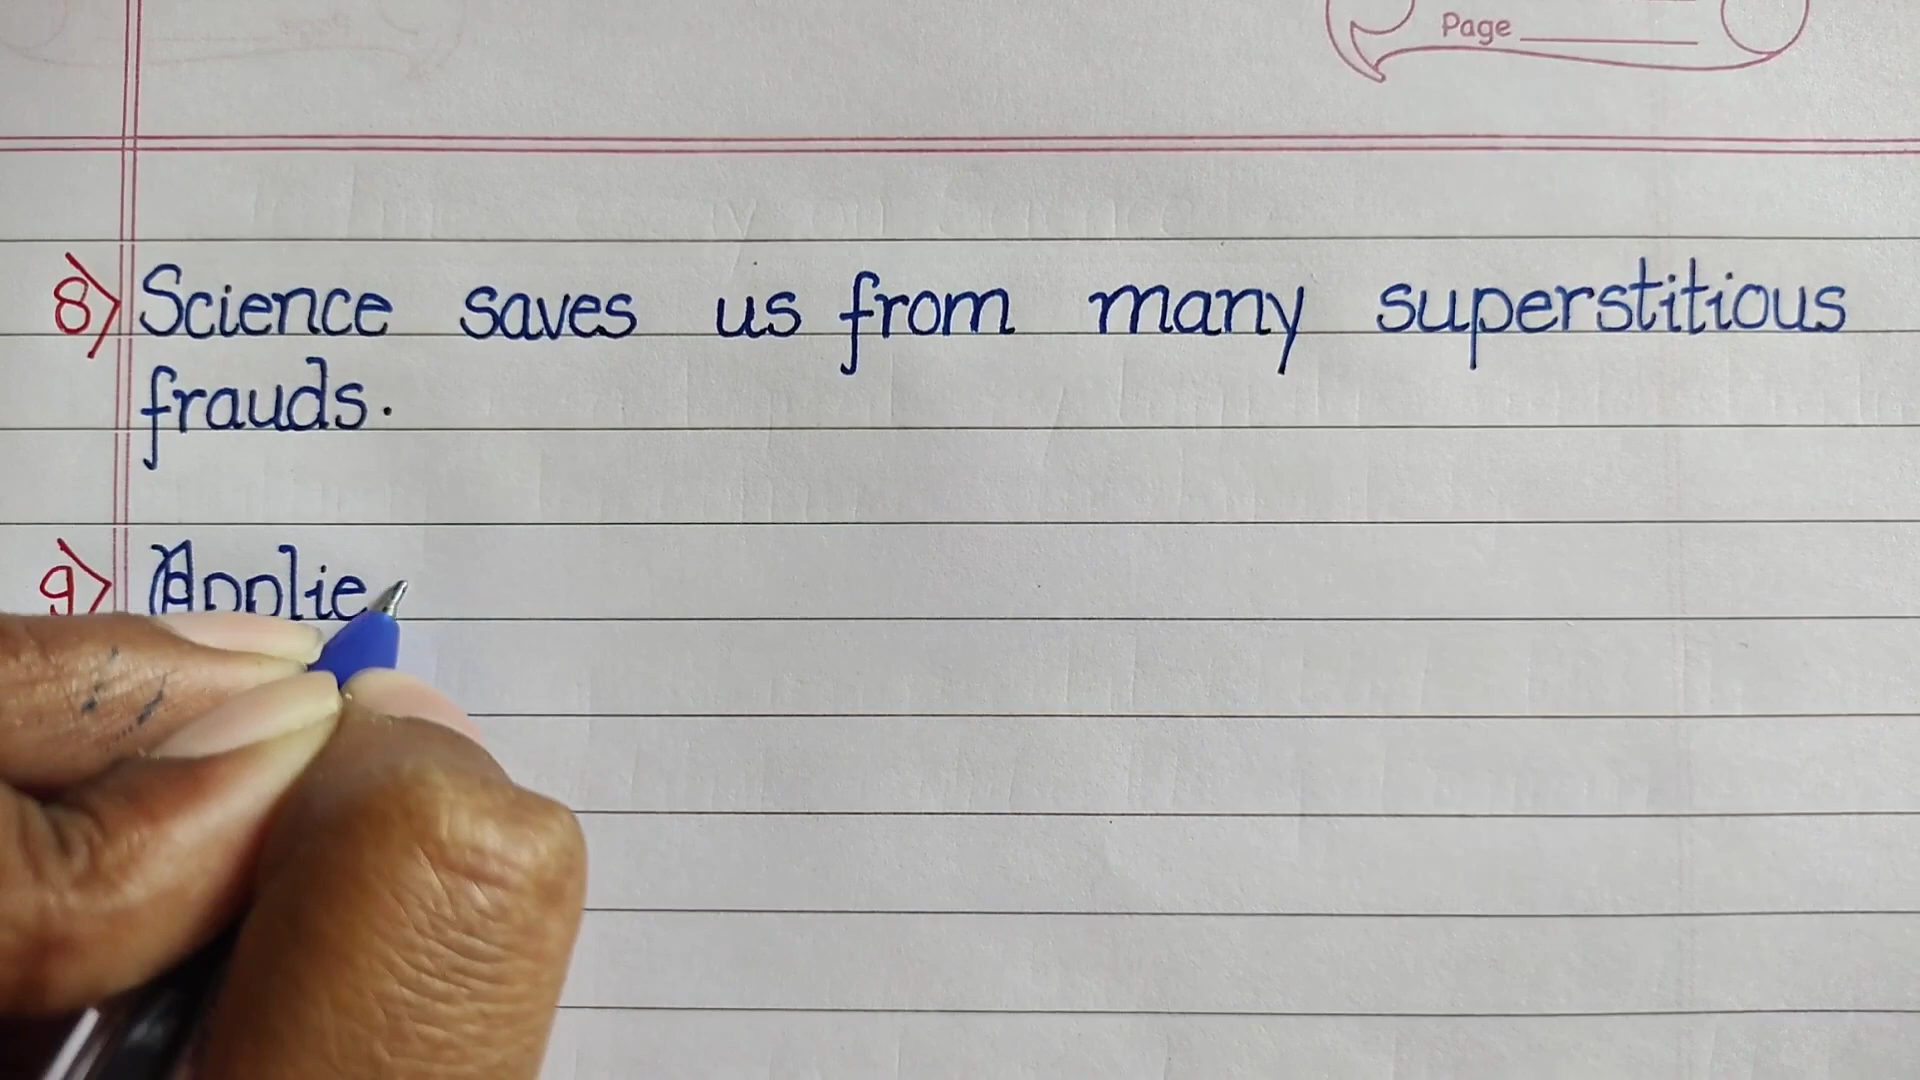 Page
8) Science saves us from many superstitious
frauds.
9) Applie